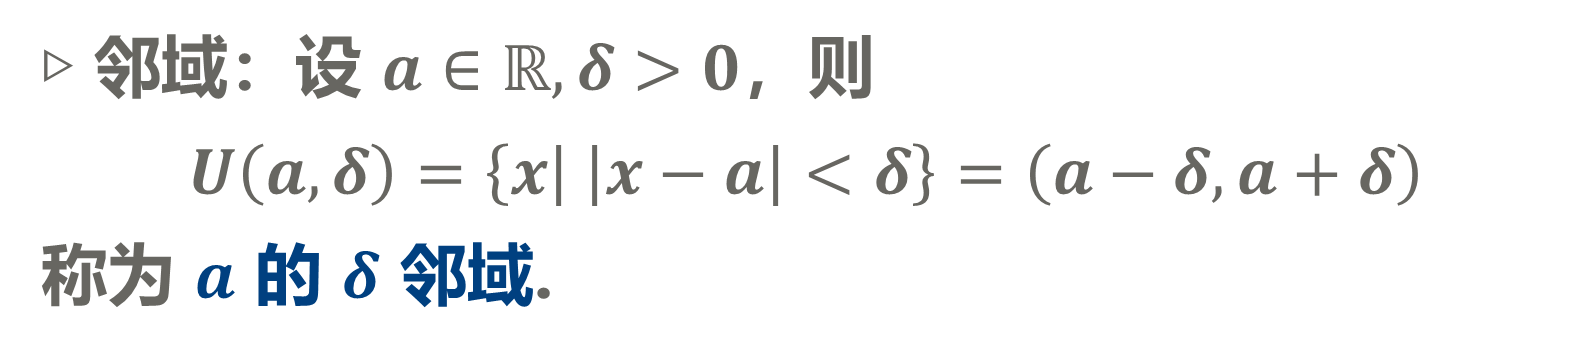 ▷ 邻域：设 a ∈ ℝ, δ > 0，则
U(a, δ) = {x| |x − a| < δ} = (a − δ, a + δ)
称为 a 的 δ 邻域.